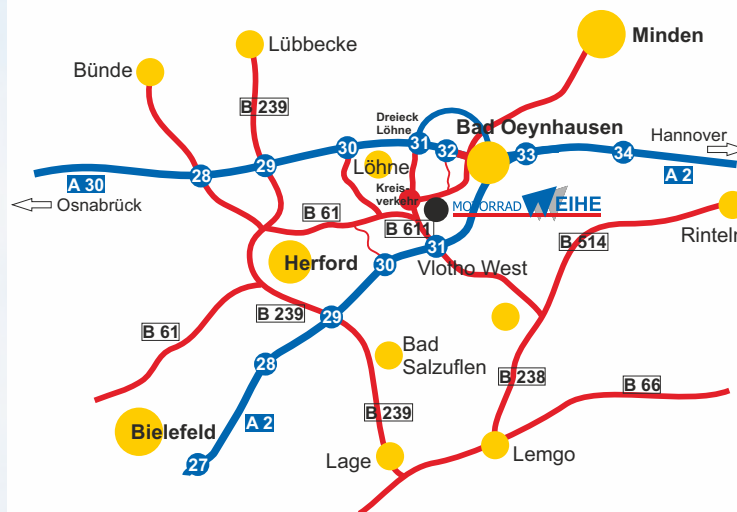 Minden
Lübbecke
Bünde
B 239
Dreieck
Löhne
31
Bad Oeynhausen
Hannover
30
32
33
34
29
Löhne
28
A 30
A 2
Kreis-
verkehr
Osnabrück
B 61
MOTORRAD WEIHE
B 611
B 514
Rinteln
31
Herford
30
Vlotho West
B 239
29
B 61
Bad
Salzuflen
28
B 238
B 66
B 239
A 2
Bielefeld
Lage
Lemgo
27